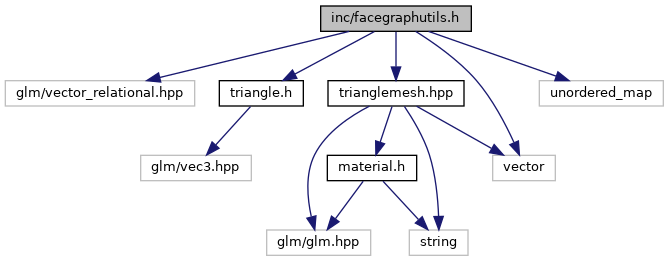 inc/facegraphutils.h
glm/vector_relational.hpp
triangle.h
trianglemesh.hpp
unordered_map
glm/vec3.hpp
material.h
vector
glm/glm.hpp
string